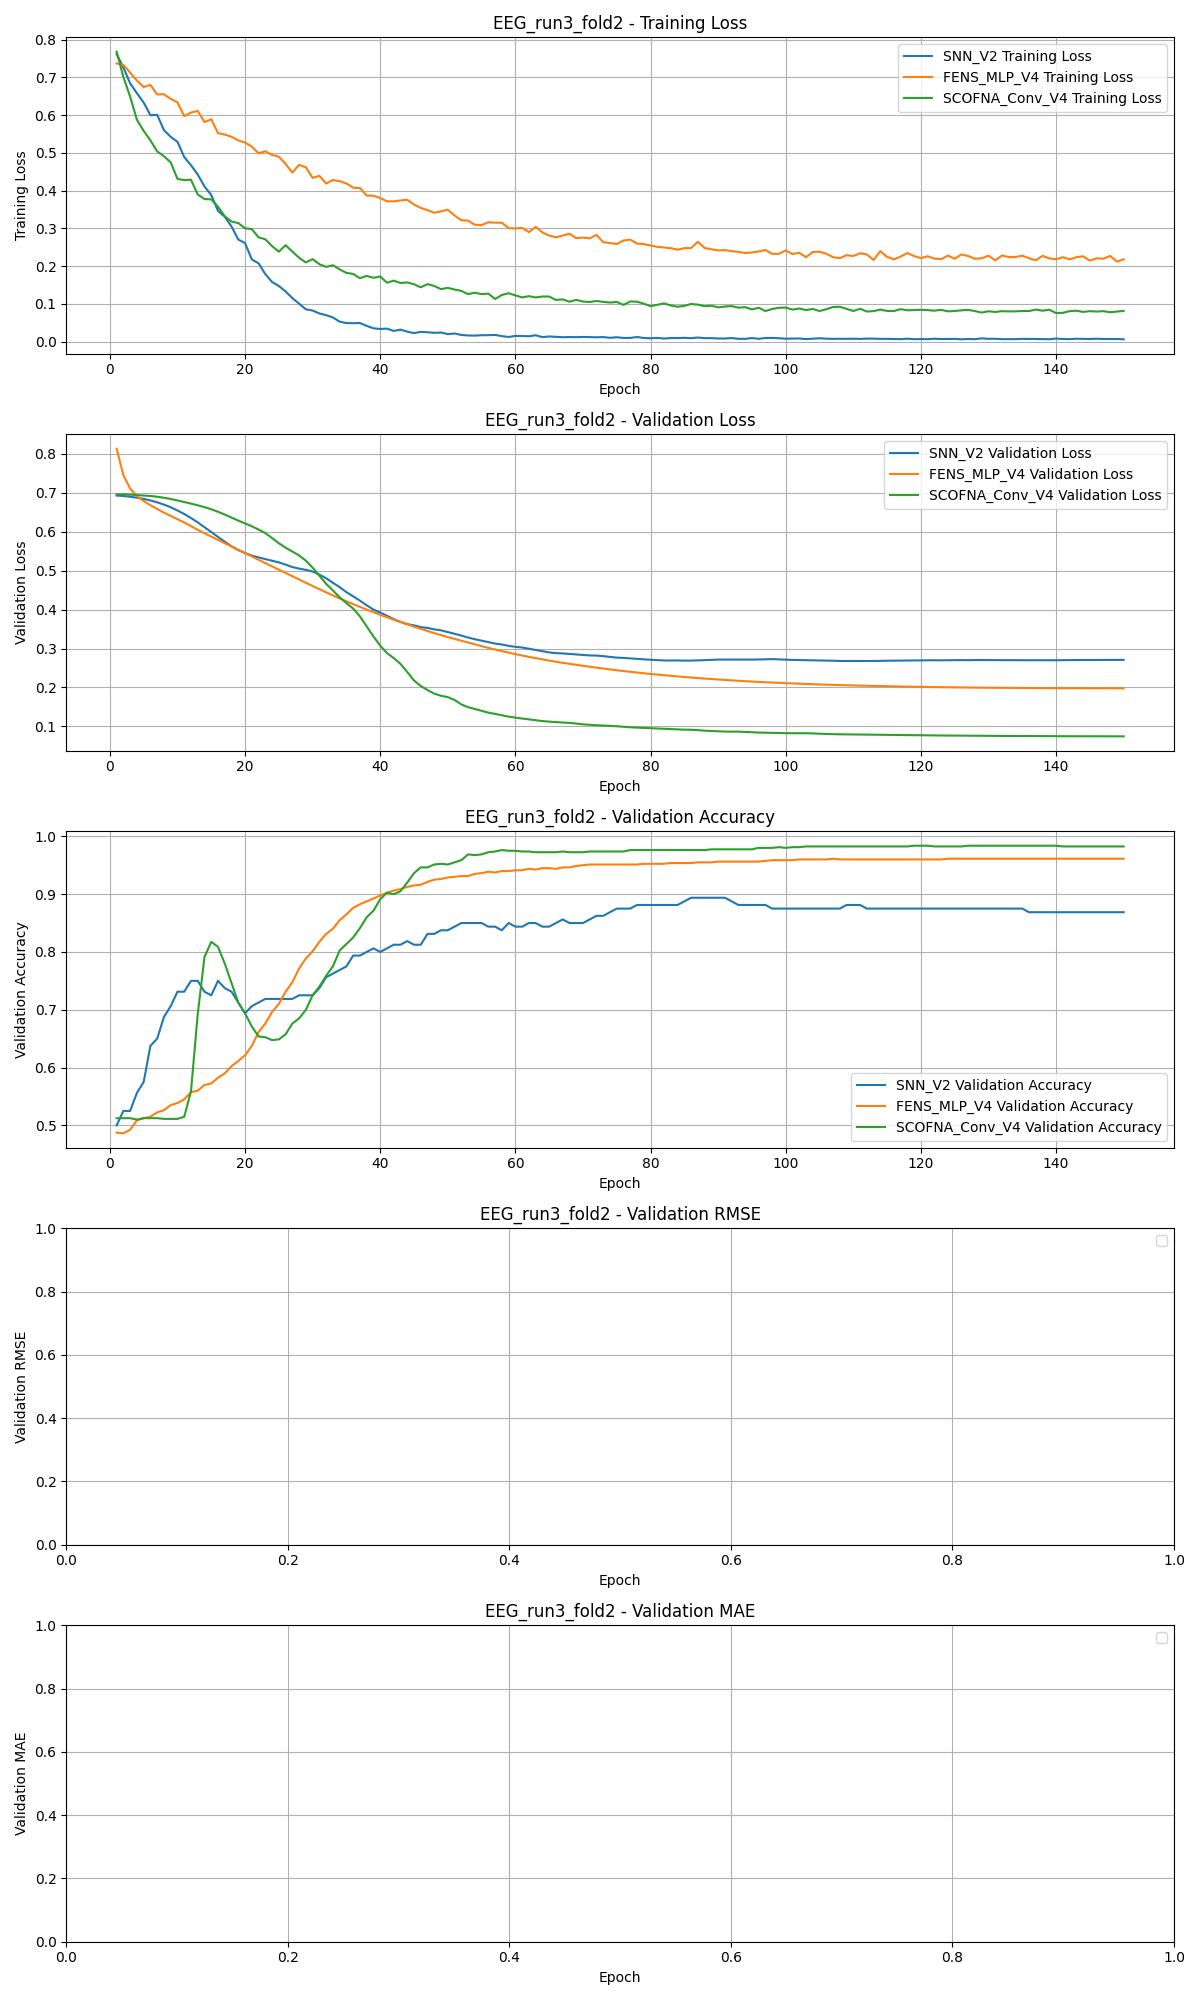 EEG_run3_fold2 - Training Loss
0.8
0.7
0.6
0.5
0.4
0.3
0.2
0.1
0.0
Training Loss
SNN_V2 Training Loss
FENS_MLP_V4 Training Loss
SCOFNA_Conv_V4 Training Loss
0 20 40 60 80 100 120 140
Epoch
EEG_run3_fold2 - Validation Loss
0.8
0.7
0.6
0.5
0.4
0.3
0.2
0.1
Validation Loss
SNN_V2 Validation Loss
FENS_MLP_V4 Validation Loss
SCOFNA_Conv_V4 Validation Loss
0 20 40 60 80 100 120 140
Epoch
EEG_run3_fold2 - Validation Accuracy
1.0
0.9
0.8
0.7
0.6
0.5
Validation Accuracy
SNN_V2 Validation Accuracy
FENS_MLP_V4 Validation Accuracy
SCOFNA_Conv_V4 Validation Accuracy
0 20 40 60 80 100 120 140
Epoch
EEG_run3_fold2 - Validation RMSE
1.0
0.8
0.6
0.4
0.2
0.0
Validation RMSE
0.0 0.2 0.4 0.6 0.8 1.0
Epoch
EEG_run3_fold2 - Validation MAE
1.0
0.8
0.6
0.4
0.2
0.0
Validation MAE
0.0 0.2 0.4 0.6 0.8 1.0
Epoch